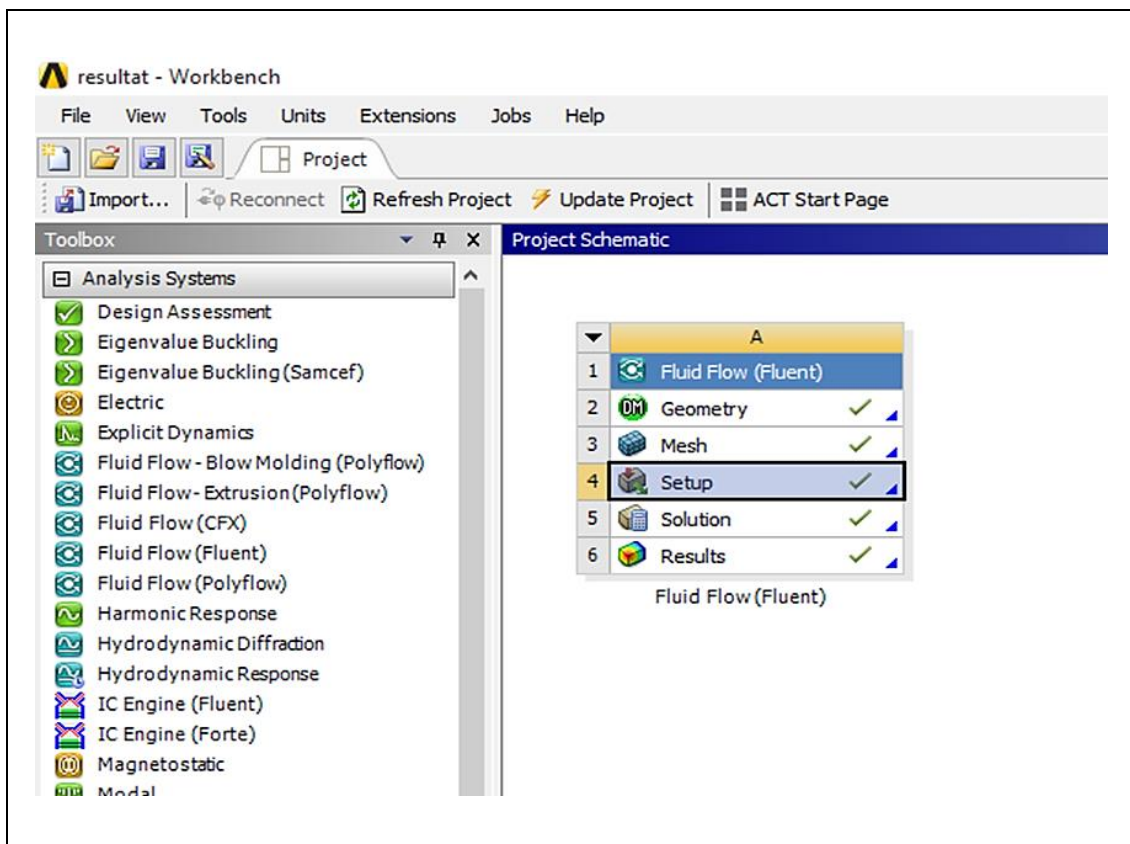 resultat - Workbench
File View Tools Units Extensions Jobs Help
Project
Import... Reconnect Refresh Project Update Project ACT Start Page
Toolbox
Analysis Systems
Design Assessment
Eigenvalue Buckling
Eigenvalue Buckling (Samcef)
Electric
Explicit Dynamics
Fluid Flow - Blow Molding (Polyflow)
Fluid Flow - Extrusion (Polyflow)
Fluid Flow (CFX)
Fluid Flow (Fluent)
Fluid Flow (Polyflow)
Harmonic Response
Hydrodynamic Diffraction
Hydrodynamic Response
IC Engine (Fluent)
IC Engine (Forte)
Magnetostatic
Modal
Project Schematic
A
1 Fluid Flow (Fluent)
2 DM Geometry
3 Mesh
4 Setup
5 Solution
6 Results
Fluid Flow (Fluent)